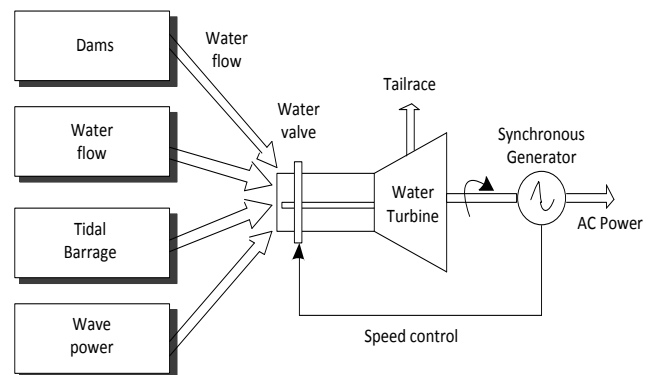 Dams
Water
flow
Water
flow
Tidal
Barrage
Wave
power
Water
valve
Tailrace
Water
Turbine
Synchronous
Generator
AC Power
Speed control